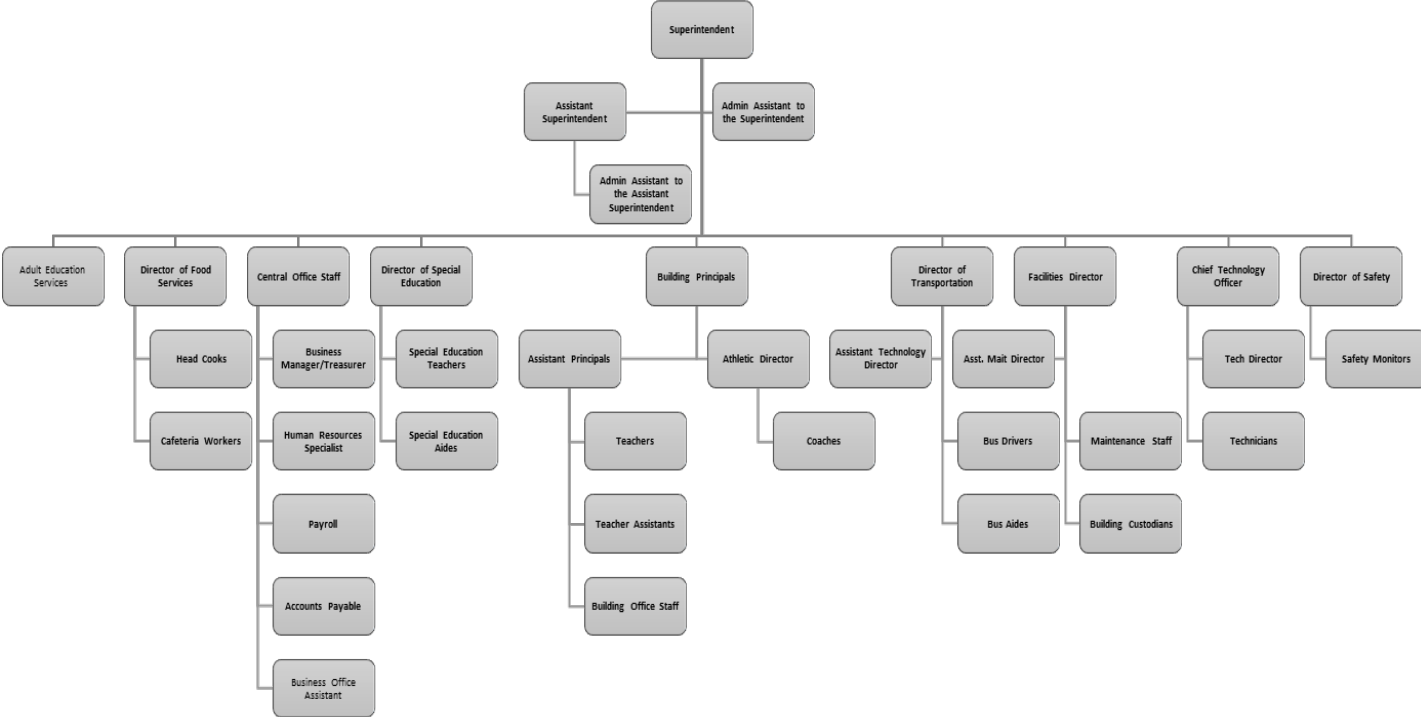 Superintendent
Assistant
Superintendent
Admin Assistant to
the Superintendent
Admin Assistant to
the Assistant
Superintendent
Adult Education
Services
Director of Food
Services
Central Office Staff
Director of Special
Education
Building Principals
Director of
Transportation
Facilities Director
Chief Technology
Officer
Director of Safety
Head Cooks
Business
Manager/Treasurer
Special Education
Teachers
Assistant Principals
Athletic Director
Assistant Technology
Director
Asst. Mait Director
Tech Director
Safety Monitors
Cafeteria Workers
Human Resources
Specialist
Special Education
Aides
Teachers
Coaches
Bus Drivers
Maintenance Staff
Technicians
Payroll
Teacher Assistants
Bus Aides
Building Custodians
Accounts Payable
Building Office Staff
Business Office
Assistant